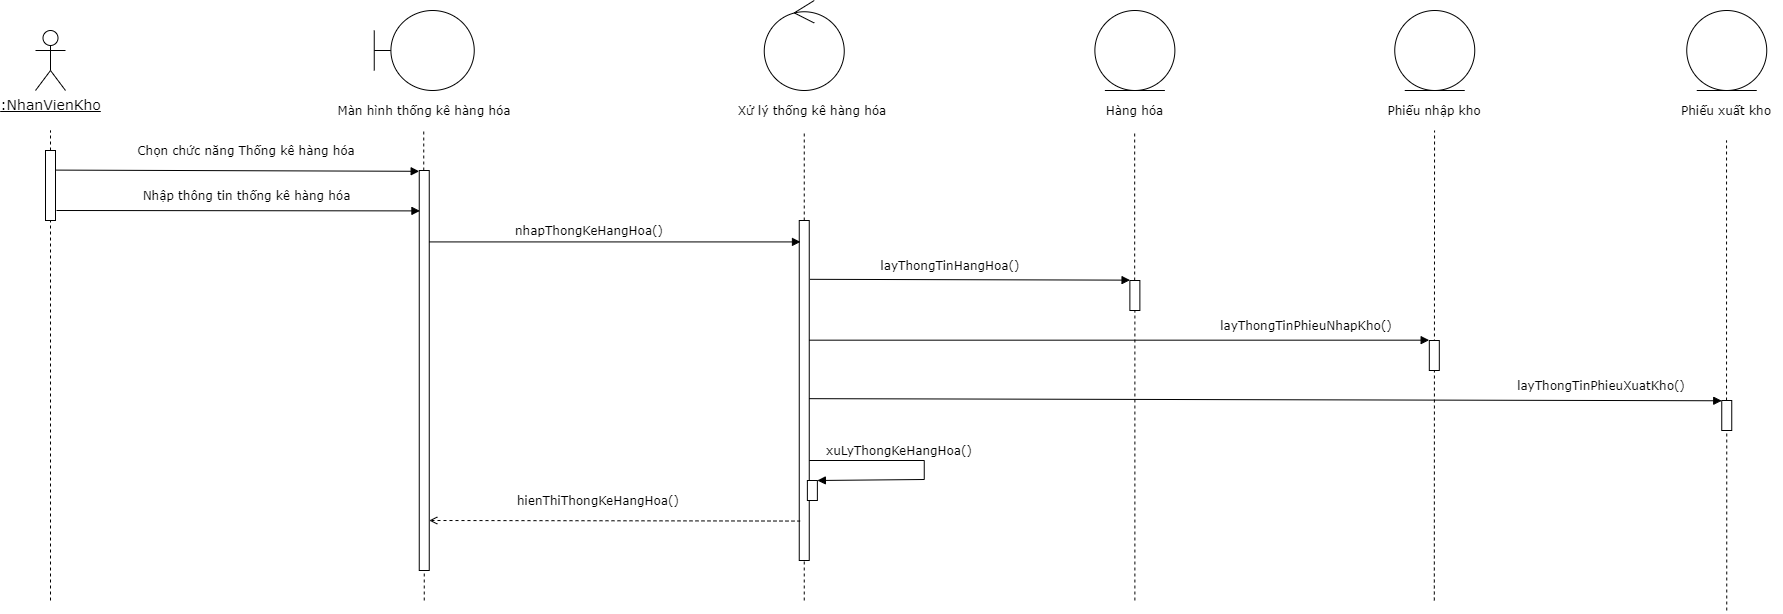 :NhanVienKho
Màn hình thống kê hàng hóa
Xử lý thống kê hàng hóa
Hàng hóa
Phiếu nhập kho
Phiếu xuất kho
Chọn chức năng Thống kê hàng hóa
Nhập thông tin thống kê hàng hóa
nhapThongKeHangHoa()
layThongTinHangHoa()
layThongTinPhieuNhapKho()
layThongTinPhieuXuatKho()
xuLyThongKeHangHoa()
hienThiThongKeHangHoa()